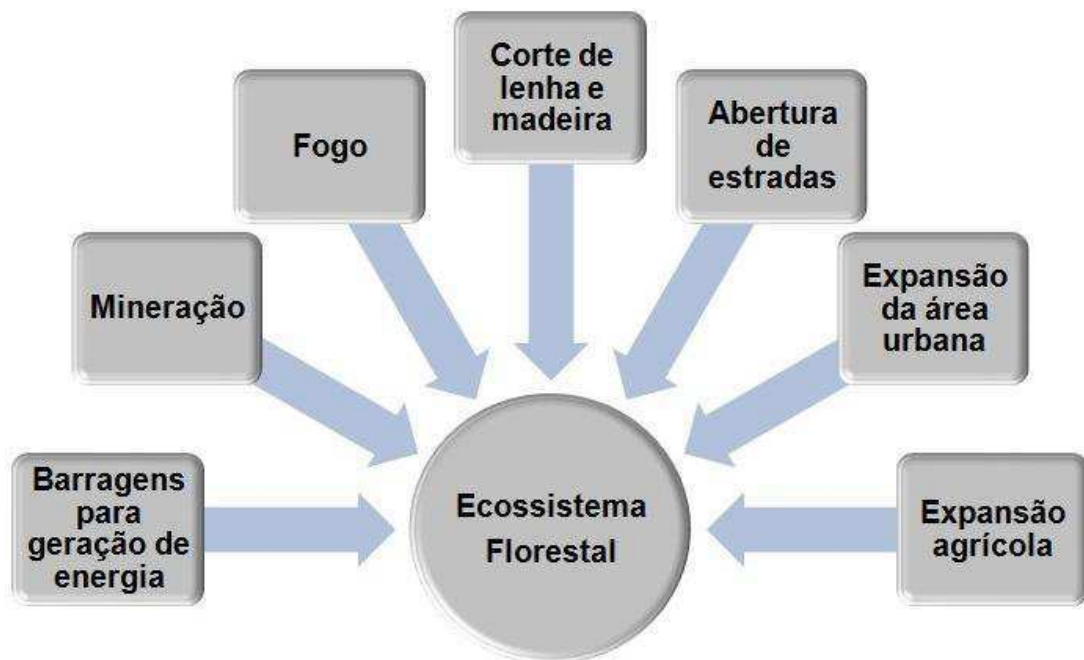 Corte de
lenha e
madeira
Fogo
Abertura
de
estradas
Mineração
Expansão
da área
urbana
Barragens
para
geração de
energia
Ecossistema
Florestal
Expansão
agrícola